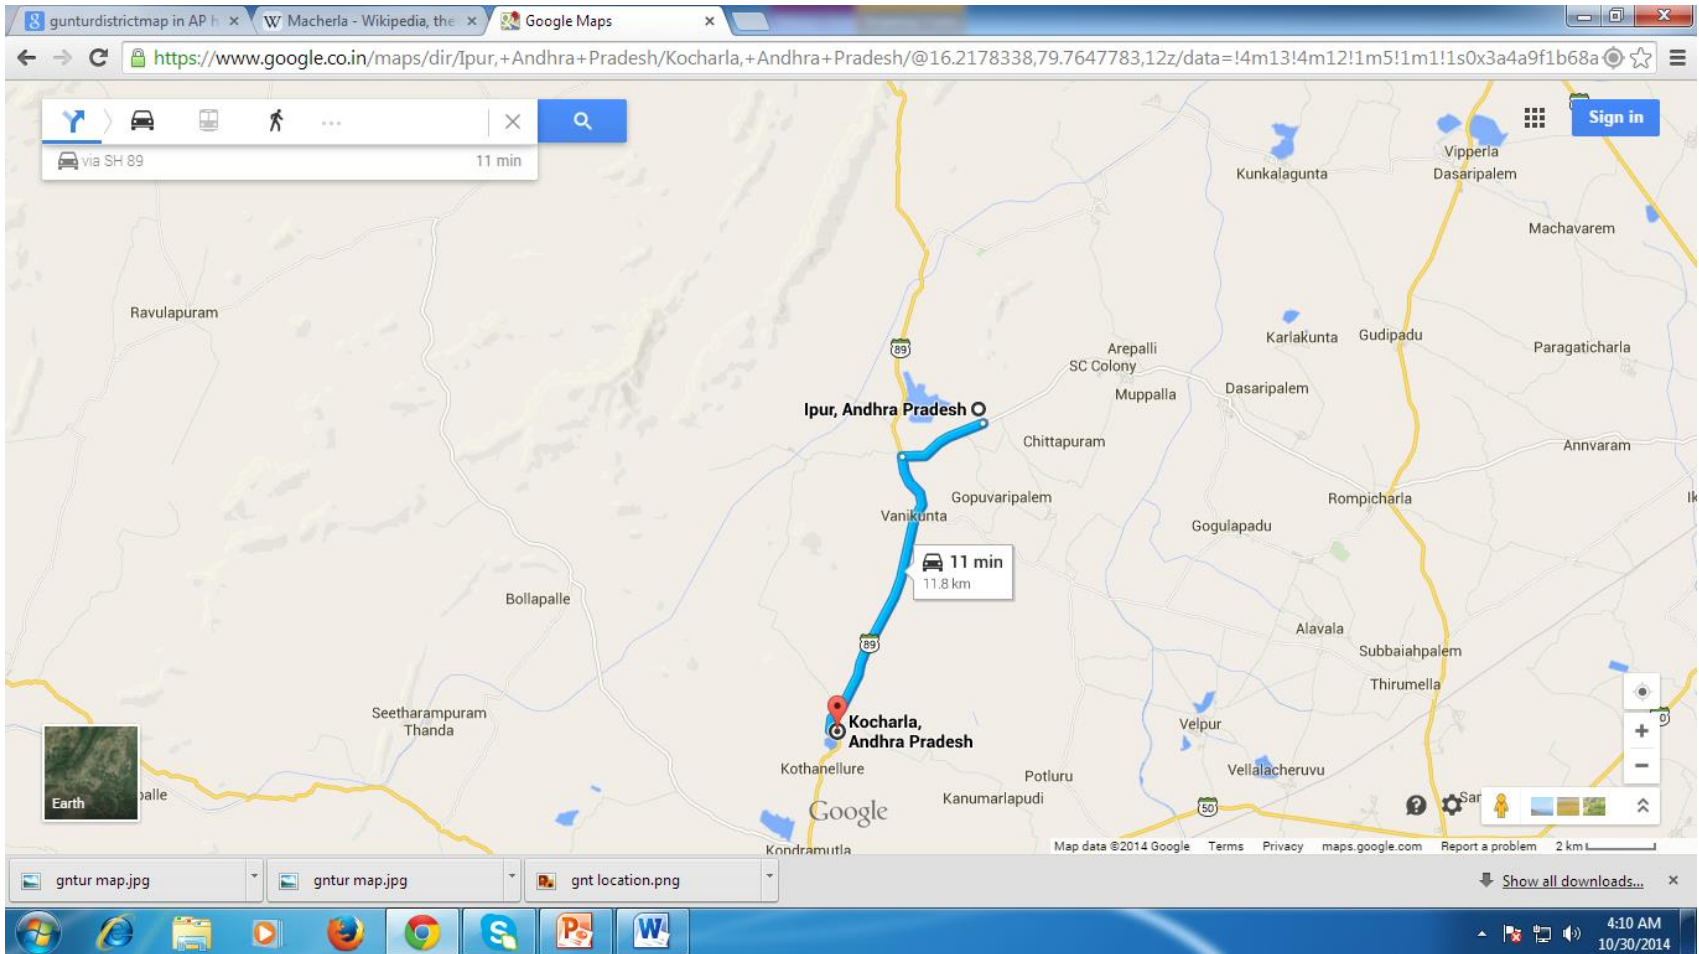 gunturdistrictmap in AP h
W Macherla - Wikipedia, the
Google Maps
https://www.google.co.in/maps/dir/Ipur,+Andhra+Pradesh/Kocharla,+Andhra+Pradesh/@16.2178338,79.7647783,12z/data=!4m13!4m12!1m5!1m1!1s0x3a4a9f1b68a
via SH 89 11 min
Sign in
Vipperla
Kunkalagunta
Dasaripalem
Machavarem
Ravulapuram
Karlakunta
Gudipadu
89
Arepalli
SC Colony
Paragaticharla
Ipur, Andhra Pradesh
Muppalla
Dasaripalem
Chittapuram
Annvaram
Gopuvaripalem
Rompicharla
Vanikunta
Gogulapadu
11 min
11.8 km
Bollapalle
Alavala
89
Subbaiahpalem
Thirumella
Seetharampuram
Thanda
Kocharla,
Andhra Pradesh
Velpur
Kothanellure
Potluru
Vellalacheruvu
Earth
palle
Kanumarlapudi
50
Sar
Google
Kondramutla
Map data ©2014 Google Terms Privacy maps.google.com Report a problem 2 km
gntur map.jpg
gntur map.jpg
gnt location.png
Show all downloads...
4:10 AM
10/30/2014